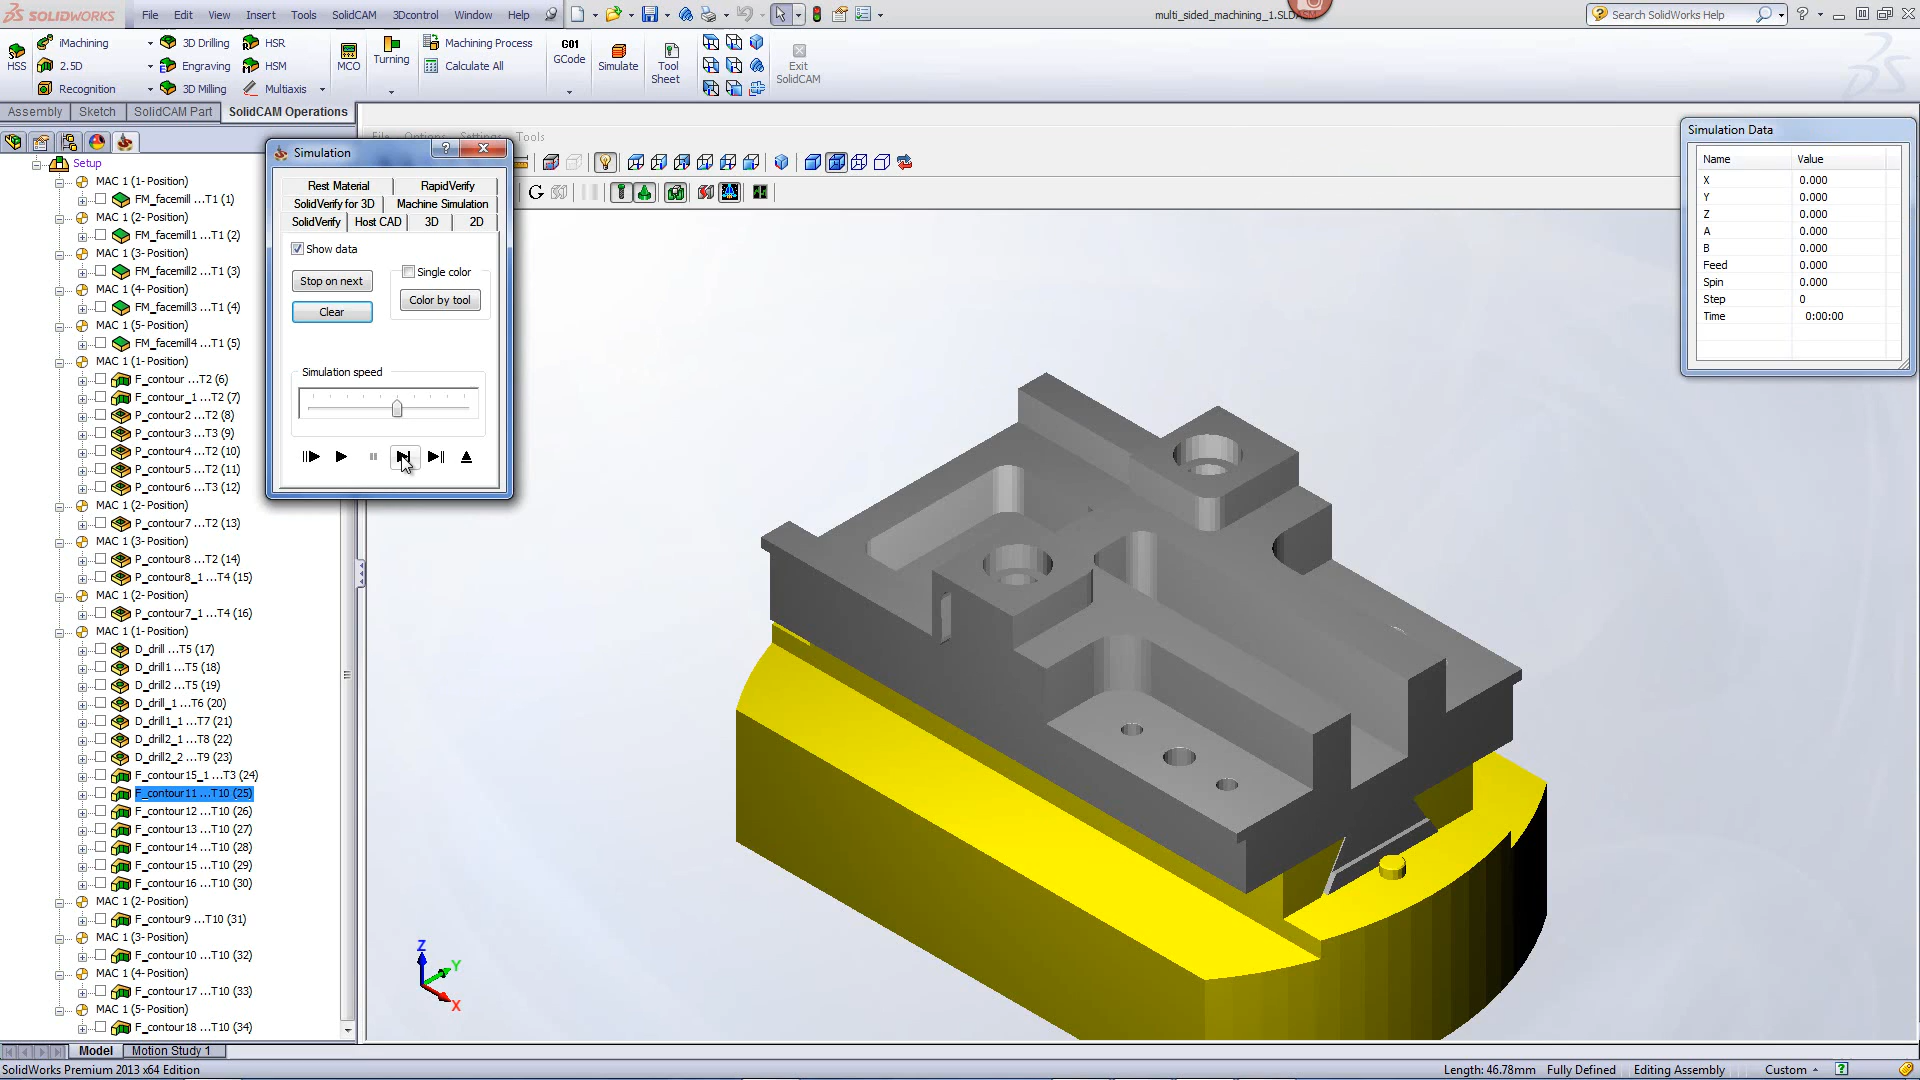 SOLIDWORKS File Edit View Insert Tools SolidCAM 3Dcontrol Window Help multi_sided_machining_1.SLDASM Search SolidWorks Help
HSS iMachining 2.5D Recognition 3D Drilling Engraving 3D Milling HSR HSM Multiaxis MCO Turning Machining Process Calculate All G01 GCode Simulate Tool Sheet Exit SolidCAM
Assembly Sketch SolidCAM Part SolidCAM Operations
File Options Settings Tools
Setup
MAC 1 (1- Position)
FM_facemill ...T1 (1)
MAC 1 (2- Position)
FM_facemill1 ...T1 (2)
MAC 1 (3- Position)
FM_facemill2 ...T1 (3)
MAC 1 (4- Position)
FM_facemill3 ...T1 (4)
MAC 1 (5- Position)
FM_facemill4 ...T1 (5)
MAC 1 (1- Position)
F_contour ...T2 (6)
F_contour_1 ...T2 (7)
P_contour2 ...T2 (8)
P_contour3 ...T3 (9)
P_contour4 ...T2 (10)
P_contour5 ...T2 (11)
P_contour6 ...T3 (12)
MAC 1 (2- Position)
P_contour7 ...T2 (13)
MAC 1 (3- Position)
P_contour8 ...T2 (14)
P_contour8_1 ...T4 (15)
MAC 1 (2- Position)
P_contour7_1 ...T4 (16)
MAC 1 (1- Position)
D_drill ...T5 (17)
D_drill1 ...T5 (18)
D_drill2 ...T5 (19)
D_drill_1 ...T6 (20)
D_drill1_1 ...T7 (21)
D_drill2_1 ...T8 (22)
D_drill2_2 ...T9 (23)
F_contour15_1 ...T3 (24)
F_contour11 ...T10 (25)
F_contour12 ...T10 (26)
F_contour13 ...T10 (27)
F_contour14 ...T10 (28)
F_contour15 ...T10 (29)
F_contour16 ...T10 (30)
MAC 1 (2- Position)
F_contour9 ...T10 (31)
MAC 1 (3- Position)
F_contour10 ...T10 (32)
MAC 1 (4- Position)
F_contour17 ...T10 (33)
MAC 1 (5- Position)
F_contour18 ...T10 (34)
Simulation
Rest Material RapidVerify
SolidVerify for 3D Machine Simulation
SolidVerify Host CAD 3D 2D
Show data
Stop on next
Single color
Clear
Color by tool
Simulation speed
Simulation Data
Name Value
X 0.000
Y 0.000
Z 0.000
A 0.000
B 0.000
Feed 0.000
Spin 0.000
Step 0
Time 0:00:00
Z
Y
X
Model Motion Study 1
SolidWorks Premium 2013 x64 Edition Length: 46.78mm Fully Defined Editing Assembly Custom